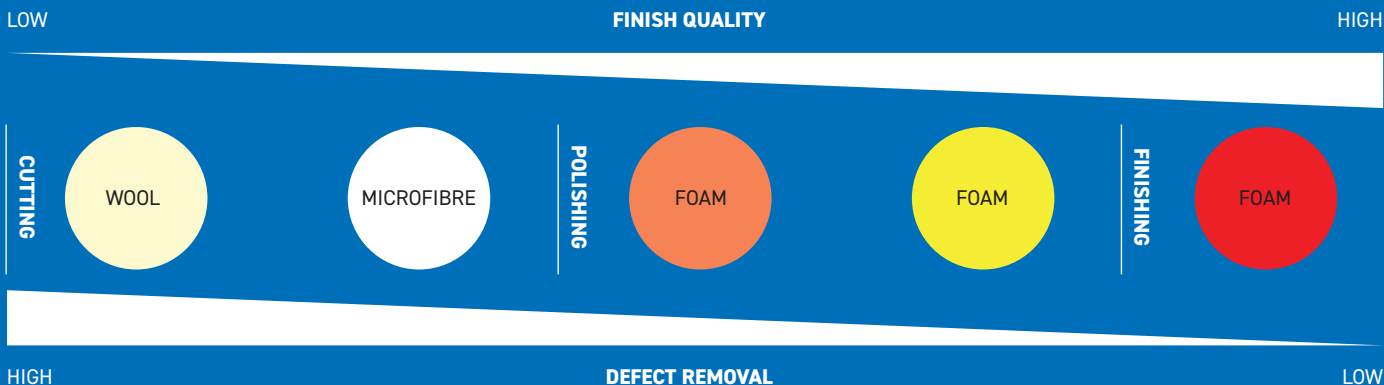 LOW FINISH QUALITY HIGH
CUTTING
WOOL
MICROFIBRE
POLISHING
FOAM
FOAM
FINISHING
FOAM
HIGH DEFECT REMOVAL LOW